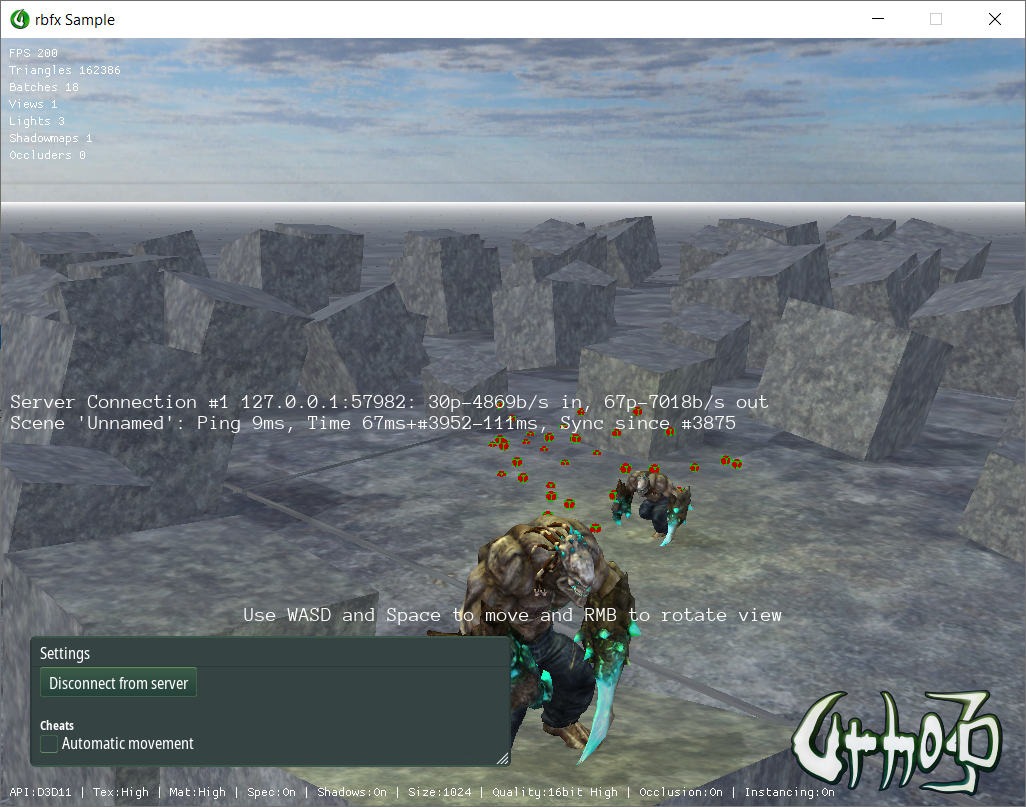 rbfx Sample
FPS 200
Triangles 162386
Batches 18
Views 1
Lights 3
Shadowmaps 1
Occluders 0
Server Connection #1 127.0.0.1:57982: 30p-4869b/s in, 67p-7018b/s out
Scene 'Unnamed': Ping 9ms, Time 67ms+#3952-111ms, Sync since #3875
Use WASD and Space to move and RMB to rotate view
Settings
Disconnect from server
Cheats
Automatic movement
API:D3D11 | Tex:High | Mat:High | Spec:On | Shadows:On | Size:1024 | Quality:16bit High | Occlusion:On | Instancing:On